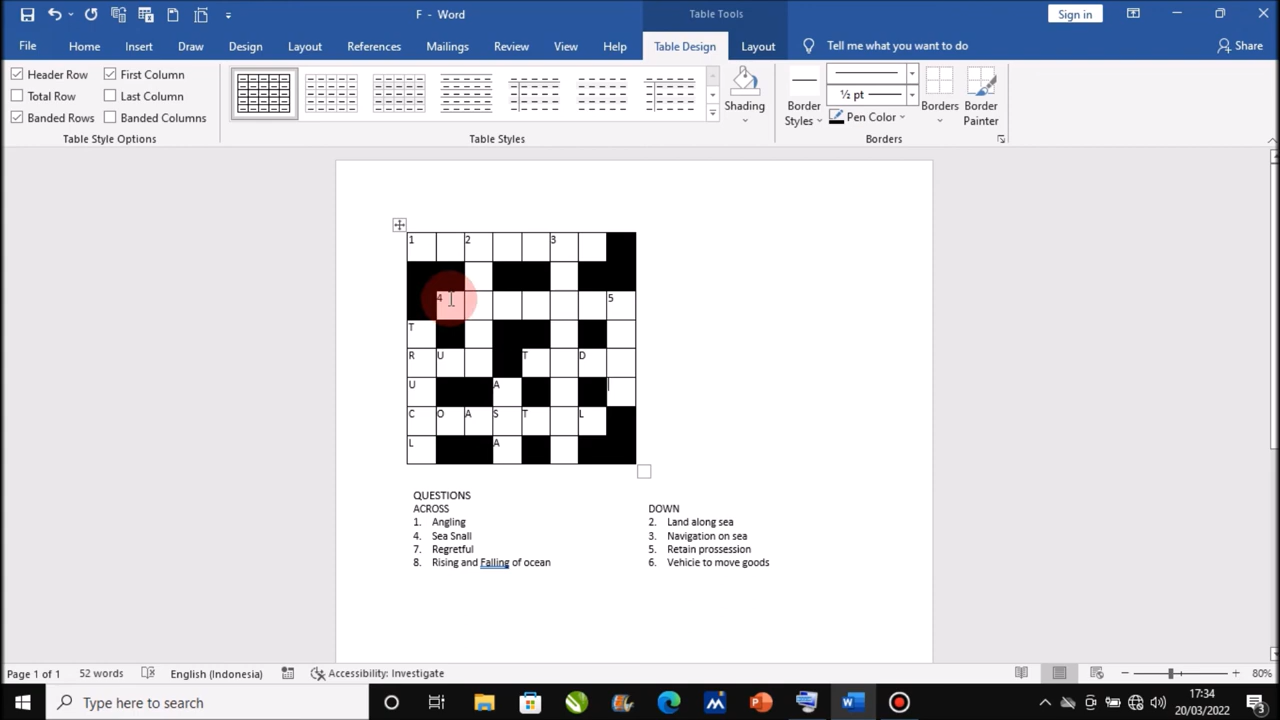 F - Word
Table Tools
Sign in
File
Home
Insert
Draw
Design
Layout
References
Mailings
Review
View
Help
Table Design
Layout
Tell me what you want to do
Share
Header Row
First Column
Total Row
Last Column
Banded Rows
Banded Columns
Table Style Options
Table Styles
Shading
Border Styles
½ pt
Pen Color
Borders
Border Painter
Borders
1 2 3
4 5
T
R U T D
U A
C O A S T L
L A
QUESTIONS
ACROSS
1. Angling
4. Sea Snall
7. Regretful
8. Rising and Falling of ocean
DOWN
2. Land along sea
3. Navigation on sea
5. Retain prossession
6. Vehicie to move goods
Page 1 of 1
52 words
English (Indonesia)
Accessibility: Investigate
80%
Type here to search
17:34
20/03/2022
3